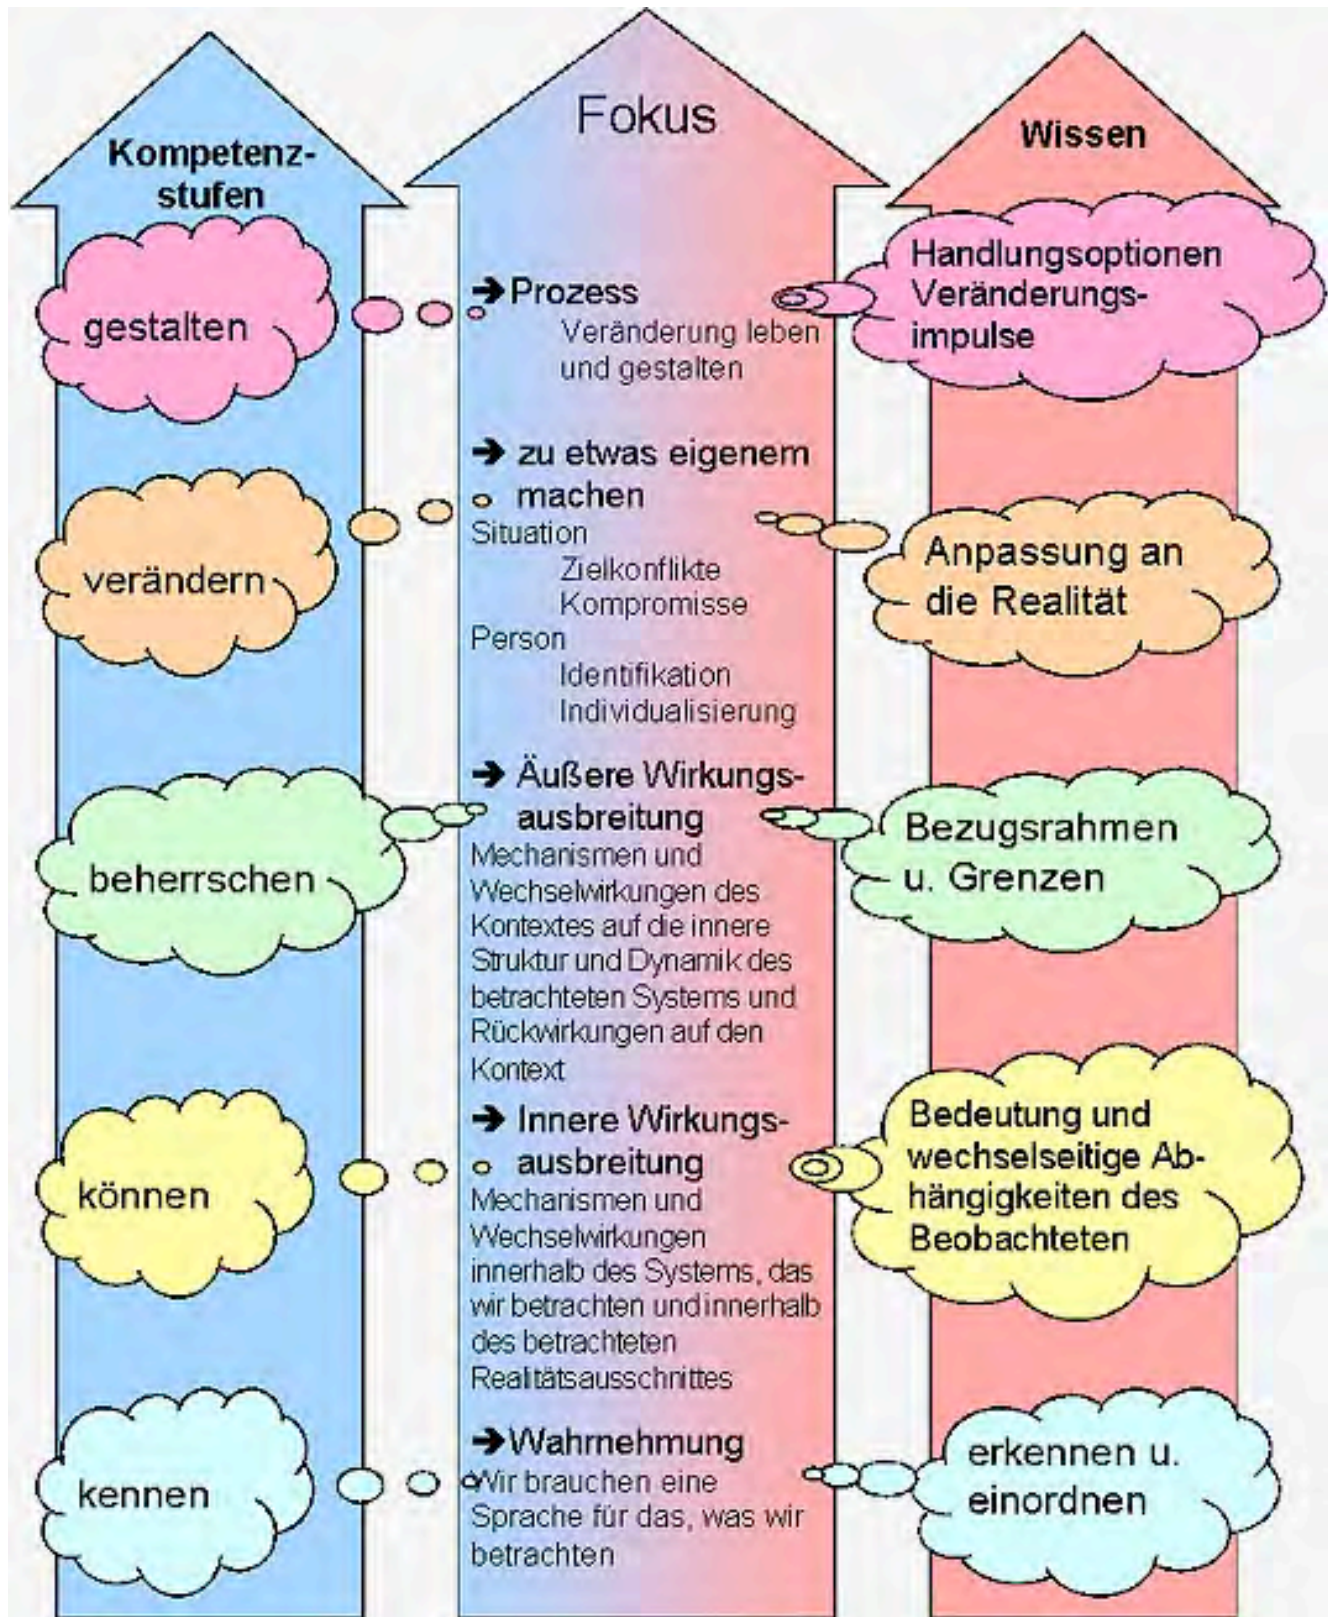 Kompetenz-
stufen
gestalten
verändern
beherrschen
können
kennen
Fokus
➔ Prozess
Veränderung leben
und gestalten
➔ zu etwas eigenem
machen
Situation
Zielkonflikte
Kompromisse
Person
Identifikation
Individualisierung
➔ Äußere Wirkungs-
ausbreitung
Mechanismen und
Wechselwirkungen des
Kontextes auf die innere
Struktur und Dynamik des
betrachteten Systems und
Rückwirkungen auf den
Kontext
➔ Innere Wirkungs-
ausbreitung
Mechanismen und
Wechselwirkungen
innerhalb des Systems, das
wir betrachten und innerhalb
des betrachteten
Realitätsausschnittes
➔ Wahrnehmung
Wir brauchen eine
Sprache für das, was wir
betrachten
Wissen
Handlungsoptionen
Veränderungs-
impulse
Anpassung an
die Realität
Bezugsrahmen
u. Grenzen
Bedeutung und
wechselseitige Ab-
hängigkeiten des
Beobachteten
erkennen u.
einordnen